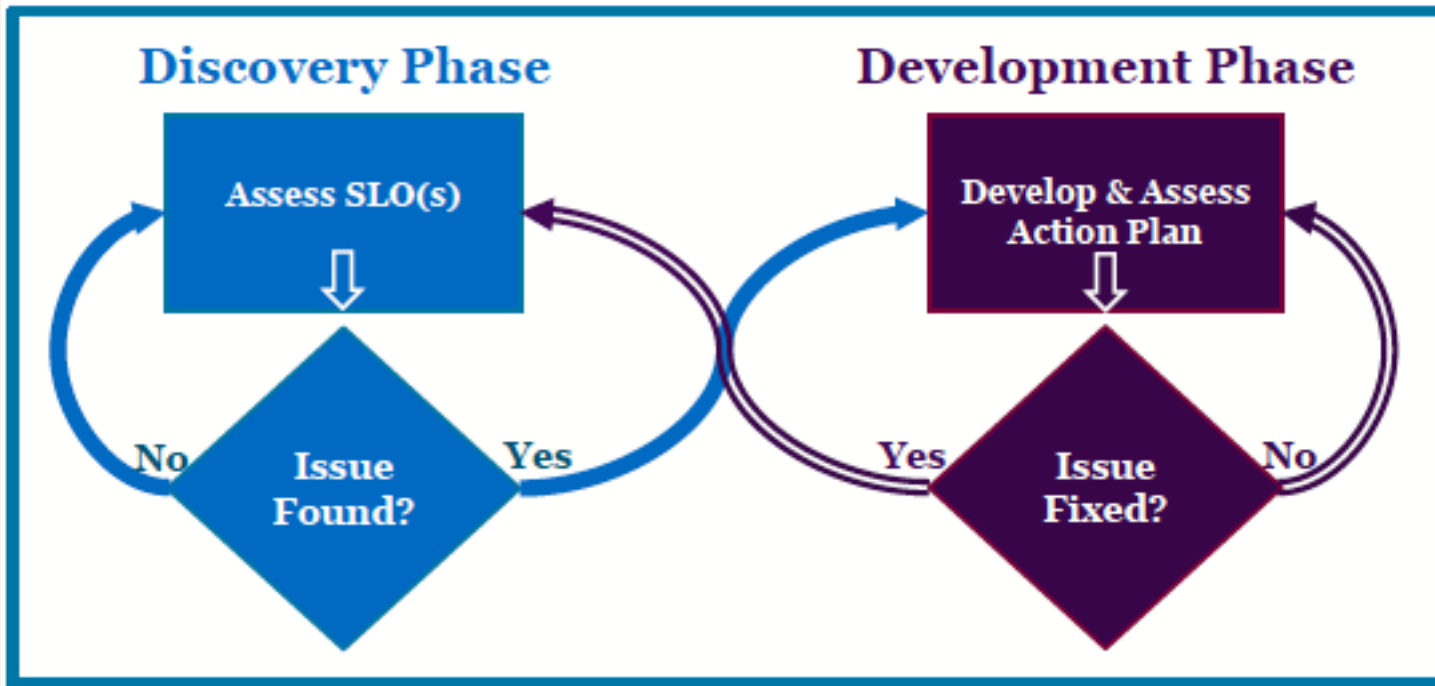 Discovery Phase
Development Phase
Assess SLO(s)
Develop & Assess
Action Plan
No
Issue
Found?
Yes
Yes
Issue
Fixed?
No